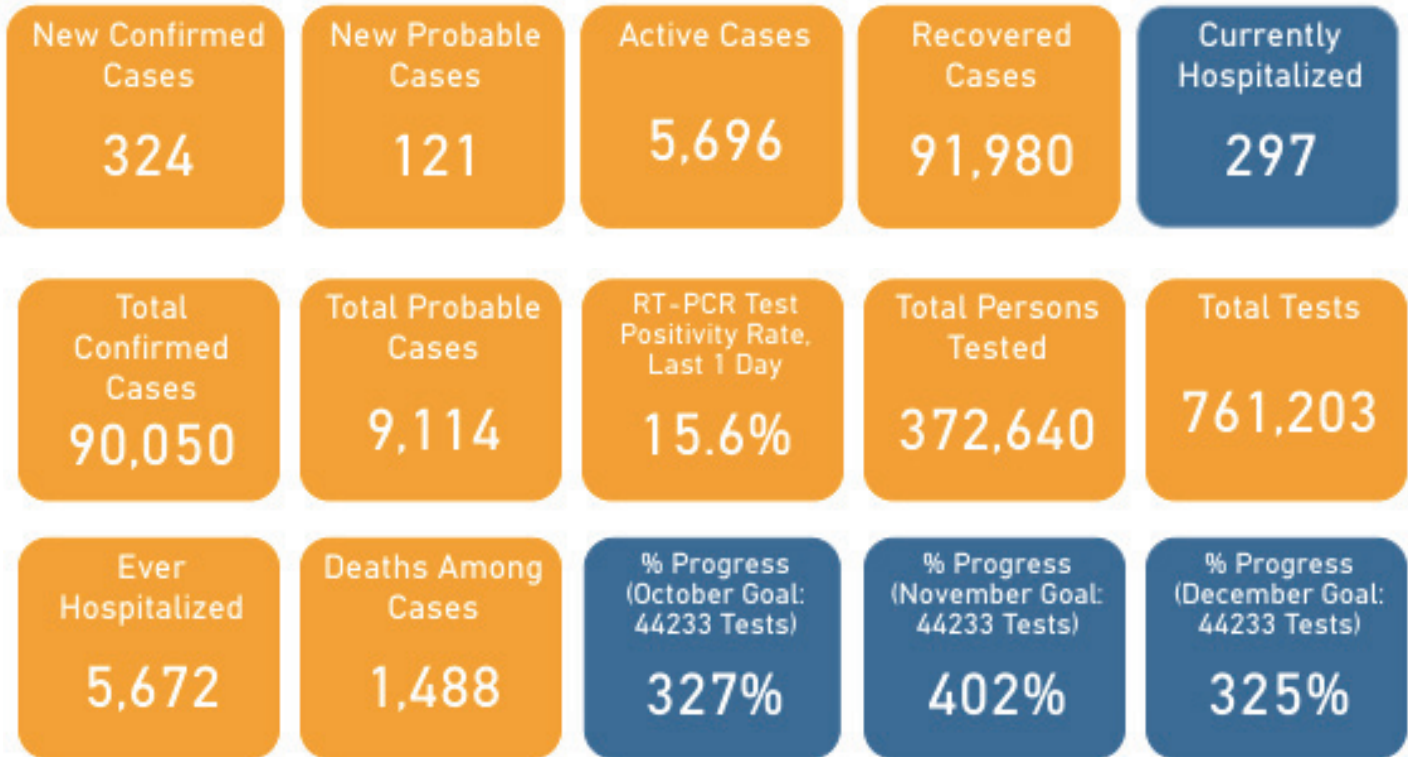 New Confirmed
Cases
324
New Probable
Cases
121
Active Cases
5,696
Recovered
Cases
91,980
Currently
Hospitalized
297
Total
Confirmed
Cases
90,050
Total Probable
Cases
9,114
RT-PCR Test
Positivity Rate,
Last 1 Day
15.6%
Total Persons
Tested
372,640
Total Tests
761,203
Ever
Hospitalized
5,672
Deaths Among
Cases
1,488
% Progress
(October Goal:
44233 Tests)
327%
% Progress
(November Goal:
44233 Tests)
402%
% Progress
(December Goal:
44233 Tests)
325%